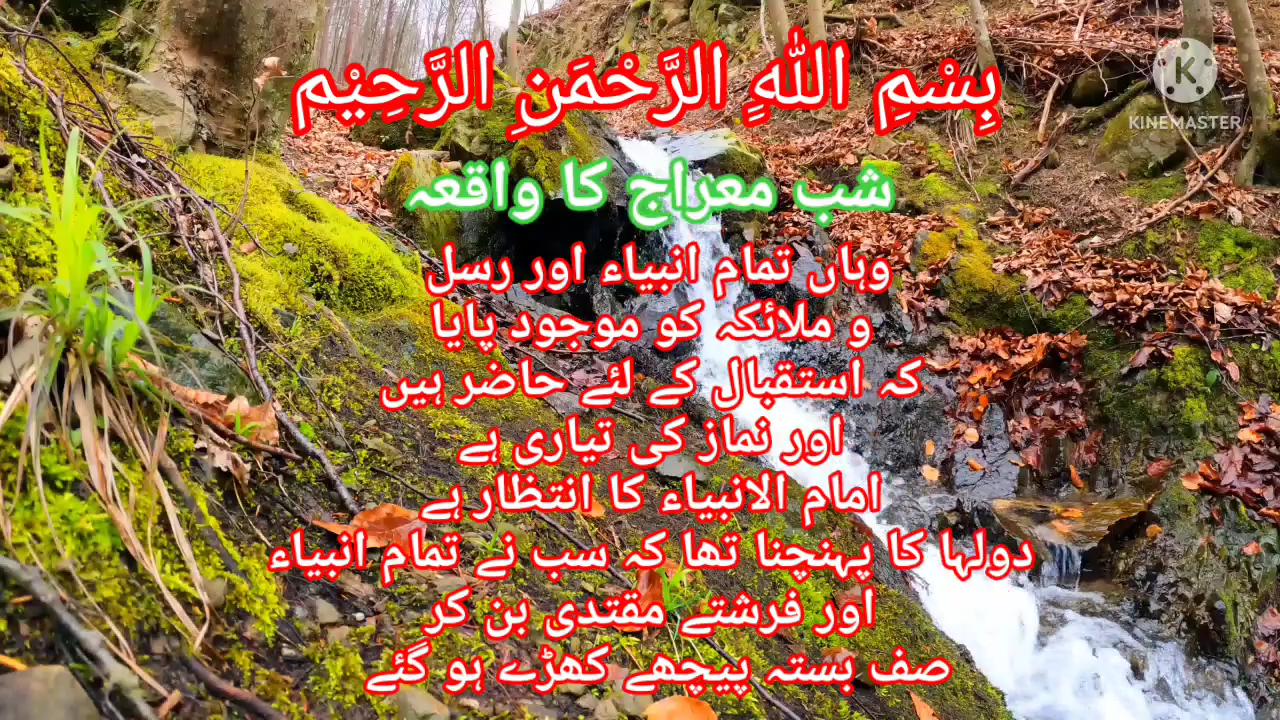 بِسْمِ اللّٰہِ الرَّحْمَنِ الرَّحِيْم
K
KINEMASTER
شب معراج کا واقعہ
وہاں تمام انبیاء اور رسل
و ملائکہ کو موجود پایا
کہ استقبال کے لئے حاضر ہیں
اور نماز کی تیاری ہے
امام الانبیاء کا انتظار ہے
دولہا کا پہنچنا تھا کہ سب نے تمام انبیاء
اور فرشتے مقتدی بن کر
صف بستہ پیچھے کھڑے ہو گئے